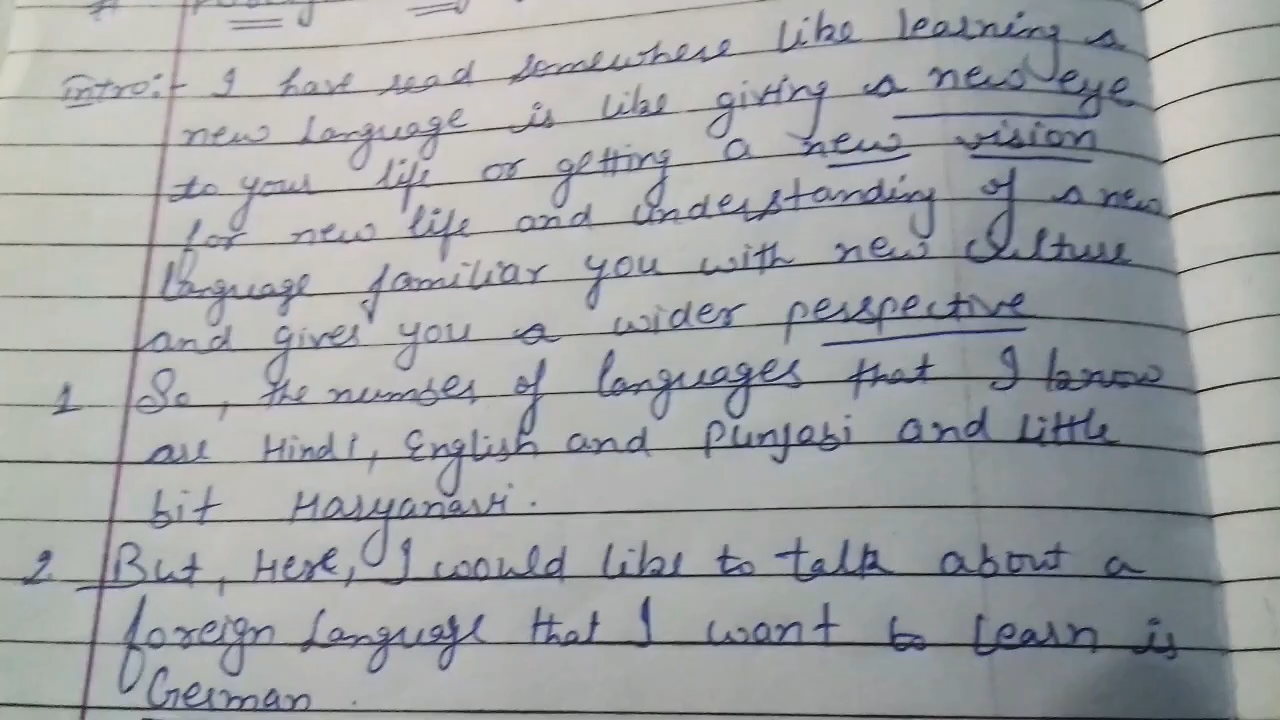 Intro:- I have read somewhere like learning a
new language is like giving a new eye
to your life or getting a new vision
for new life and understanding of a new
language familiar you with new culture
and gives you a wider perspective
1 So, the number of languages that I know
are Hindi, English and Punjabi and little
bit Haryanavi.
2 But, Here, I would like to talk about a
foreign language that I want to learn is
German.